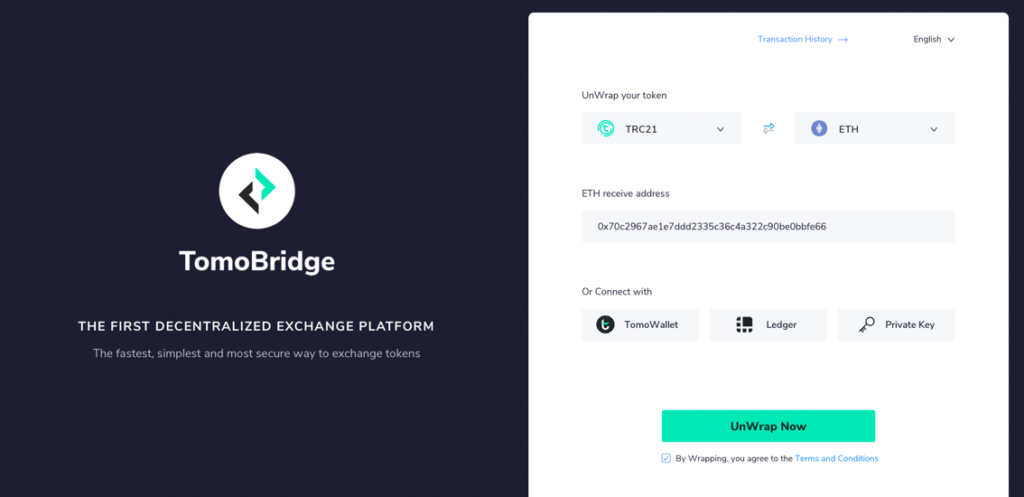 TomoBridge
THE FIRST DECENTRALIZED EXCHANGE PLATFORM
The fastest, simplest and most secure way to exchange tokens
Transaction History →
English
UnWrap your token
TRC21
ETH
ETH receive address
0x70c2967ae1e7ddd2335c36c4a322c90be0bbfe66
Or Connect with
TomoWallet
Ledger
Private Key
UnWrap Now
By Wrapping, you agree to the Terms and Conditions